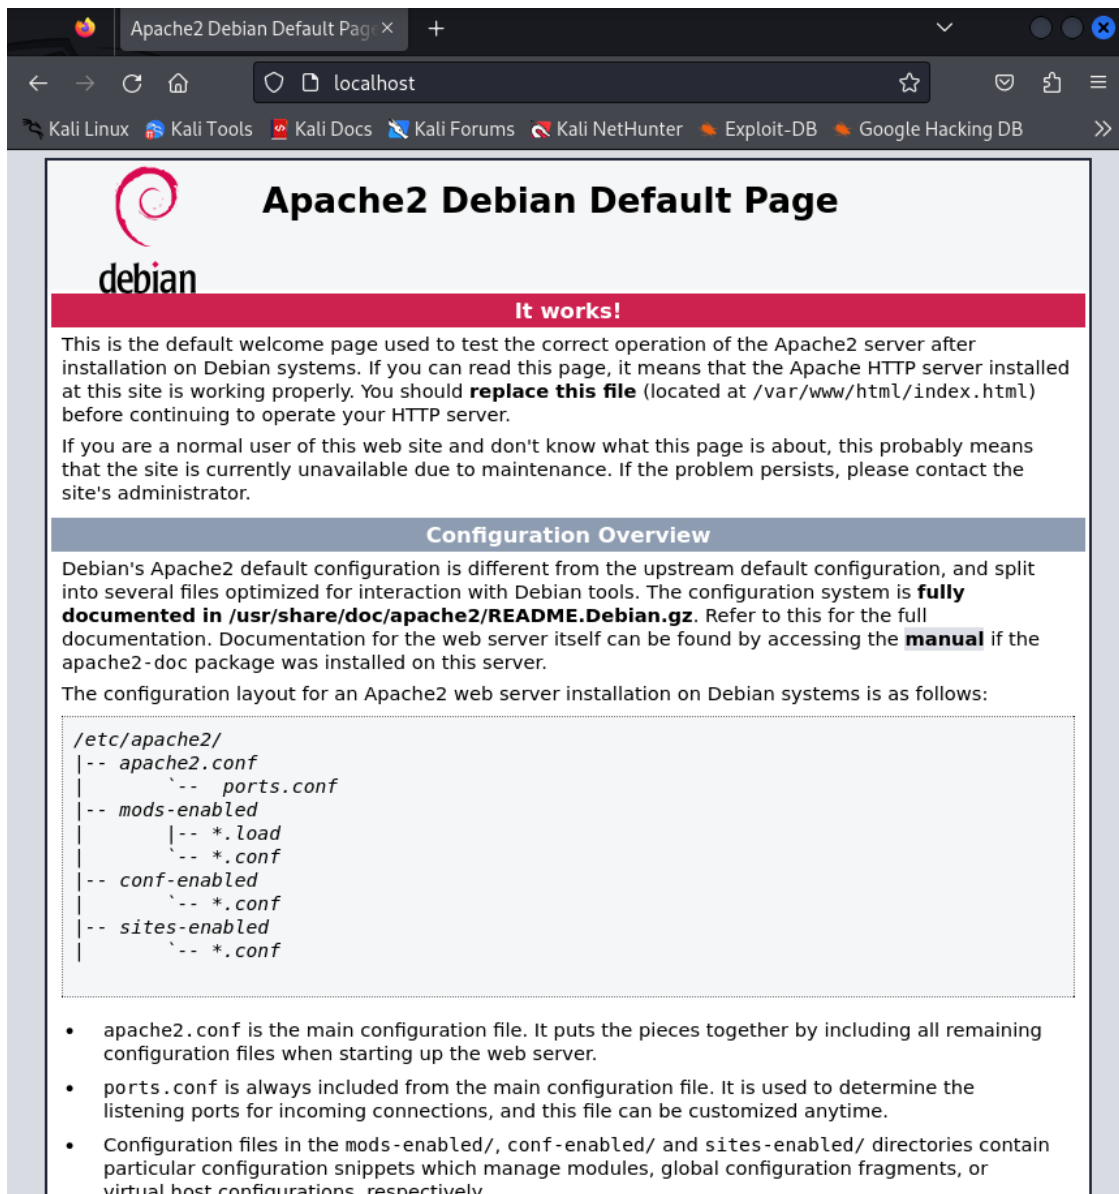 Apache2 Debian Default Page
localhost
Kali Linux Kali Tools Kali Docs Kali Forums Kali NetHunter Exploit-DB Google Hacking DB
debian
Apache2 Debian Default Page
It works!
This is the default welcome page used to test the correct operation of the Apache2 server after
installation on Debian systems. If you can read this page, it means that the Apache HTTP server installed
at this site is working properly. You should replace this file (located at /var/www/html/index.html)
before continuing to operate your HTTP server.
If you are a normal user of this web site and don't know what this page is about, this probably means
that the site is currently unavailable due to maintenance. If the problem persists, please contact the
site's administrator.
Configuration Overview
Debian's Apache2 default configuration is different from the upstream default configuration, and split
into several files optimized for interaction with Debian tools. The configuration system is fully
documented in /usr/share/doc/apache2/README.Debian.gz. Refer to this for the full
documentation. Documentation for the web server itself can be found by accessing the manual if the
apache2-doc package was installed on this server.
The configuration layout for an Apache2 web server installation on Debian systems is as follows:
/etc/apache2/
|-- apache2.conf
|       `--  ports.conf
|-- mods-enabled
|       |-- *.load
|       `-- *.conf
|-- conf-enabled
|       `-- *.conf
|-- sites-enabled
|       `-- *.conf
• apache2.conf is the main configuration file. It puts the pieces together by including all remaining
configuration files when starting up the web server.
• ports.conf is always included from the main configuration file. It is used to determine the
listening ports for incoming connections, and this file can be customized anytime.
• Configuration files in the mods-enabled/, conf-enabled/ and sites-enabled/ directories contain
particular configuration snippets which manage modules, global configuration fragments, or
virtual host configurations, respectively.